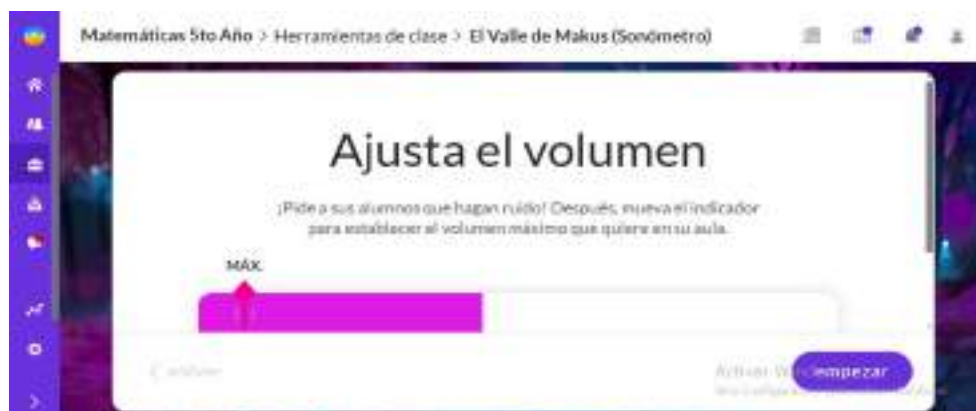 Matemáticas 5to Año > Herramientas de clase > El Valle de Makus (Sonómetro)
Ajusta el volumen
¡Pide a sus alumnos que hagan ruido! Después, mueva el indicador
para establecer el volumen máximo que quiere en su aula.
MÁX.
Activar
empezar